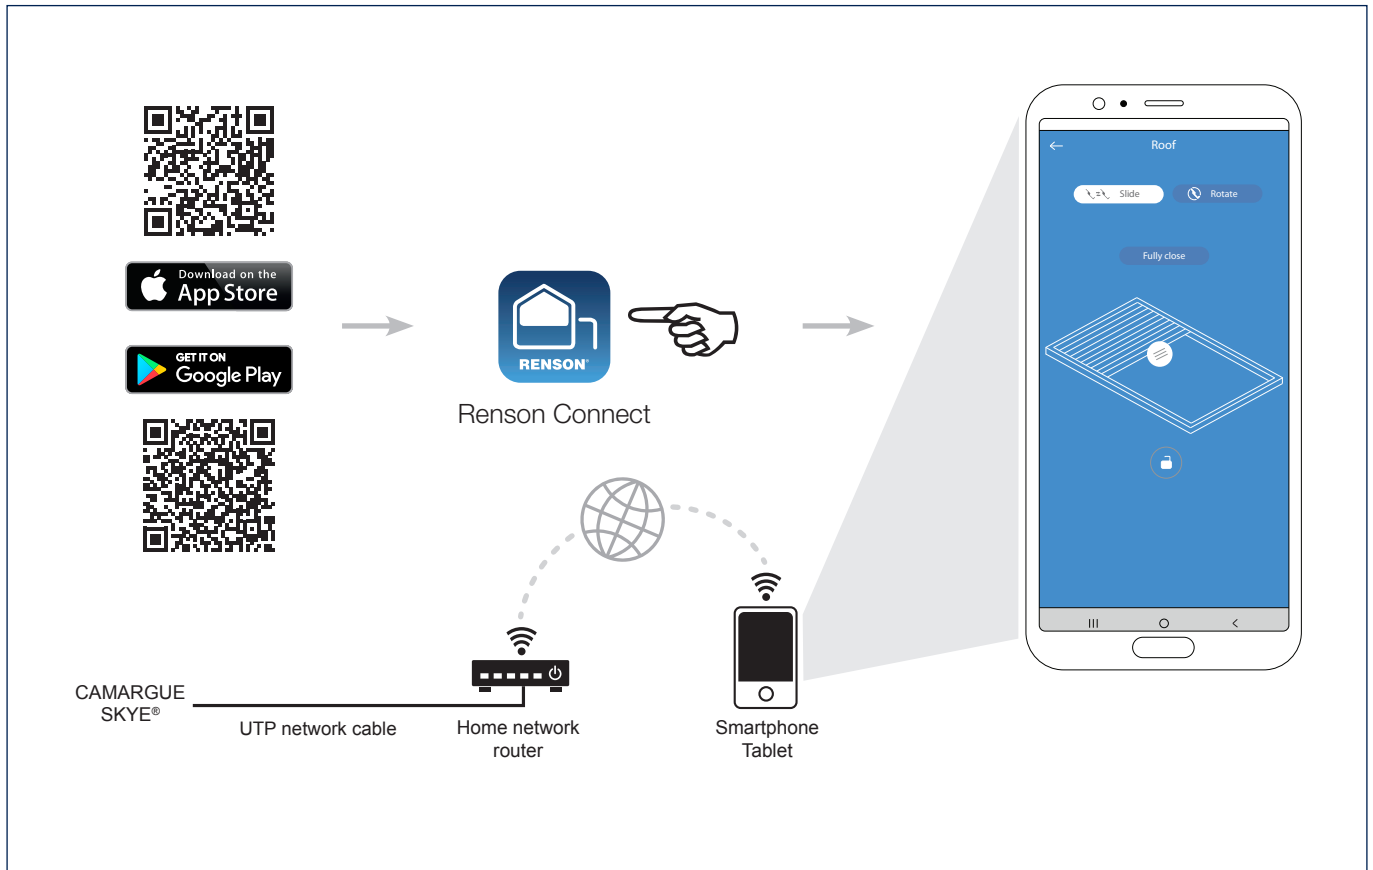 Download on the
App Store
GET IT ON
Google Play
RENSON®
Renson Connect
Roof
Slide
Rotate
Fully close
CAMARGUE
SKYE®
UTP network cable
Home network
router
Smartphone
Tablet